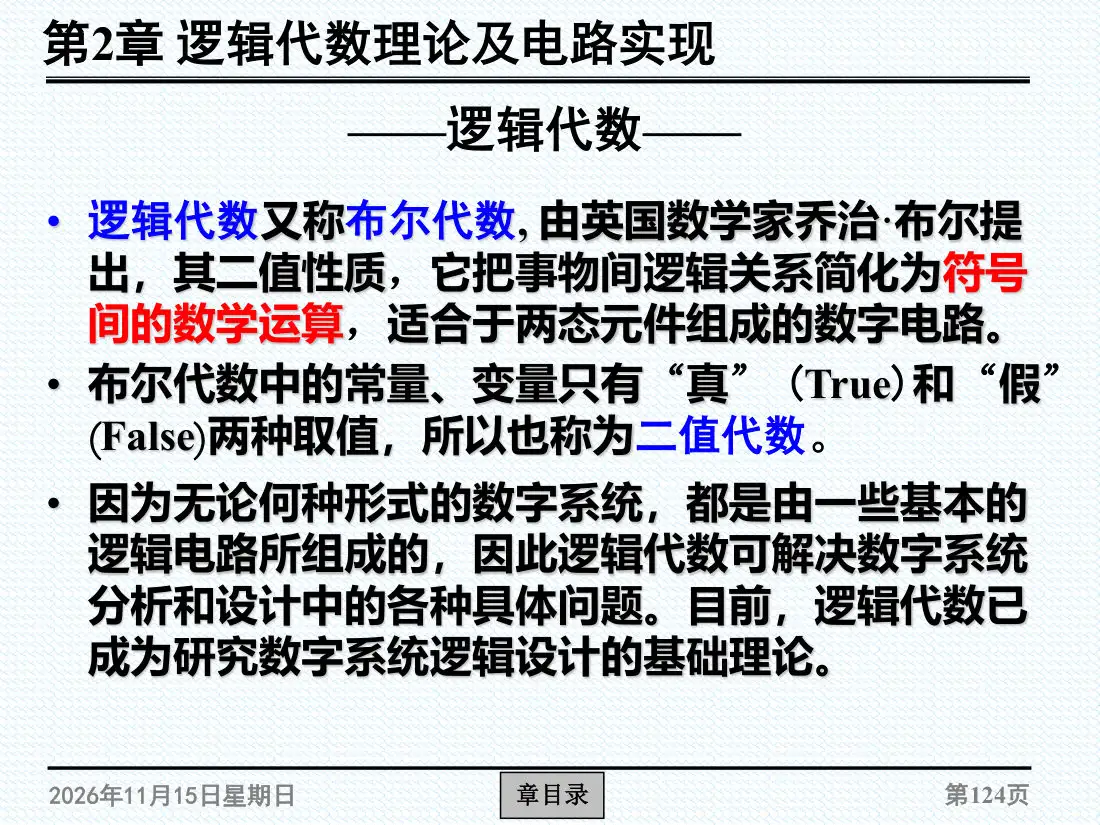 第2章 逻辑代数理论及电路实现
——逻辑代数——
• 逻辑代数又称布尔代数, 由英国数学家乔治·布尔提
出，其二值性质，它把事物间逻辑关系简化为符号
间的数学运算，适合于两态元件组成的数字电路。
• 布尔代数中的常量、变量只有“真”(True)和“假”
(False)两种取值，所以也称为二值代数。
• 因为无论何种形式的数字系统，都是由一些基本的
逻辑电路所组成的，因此逻辑代数可解决数字系统
分析和设计中的各种具体问题。目前，逻辑代数已
成为研究数字系统逻辑设计的基础理论。
2026年11月15日星期日
章目录
第124页